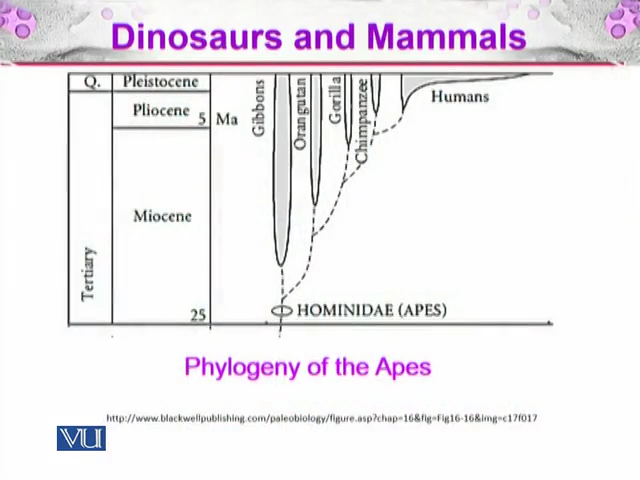 Dinosaurs and Mammals
Q.
Pleistocene
Pliocene
5 Ma
Miocene
Tertiary
25
Gibbons
Orangutan
Gorilla
Chimpanzee
Humans
HOMINIDAE (APES)
Phylogeny of the Apes
http://www.blackwellpublishing.com/paleobiology/figure.asp?chap=16&fig=Fig16-16&img=c17f017
VU